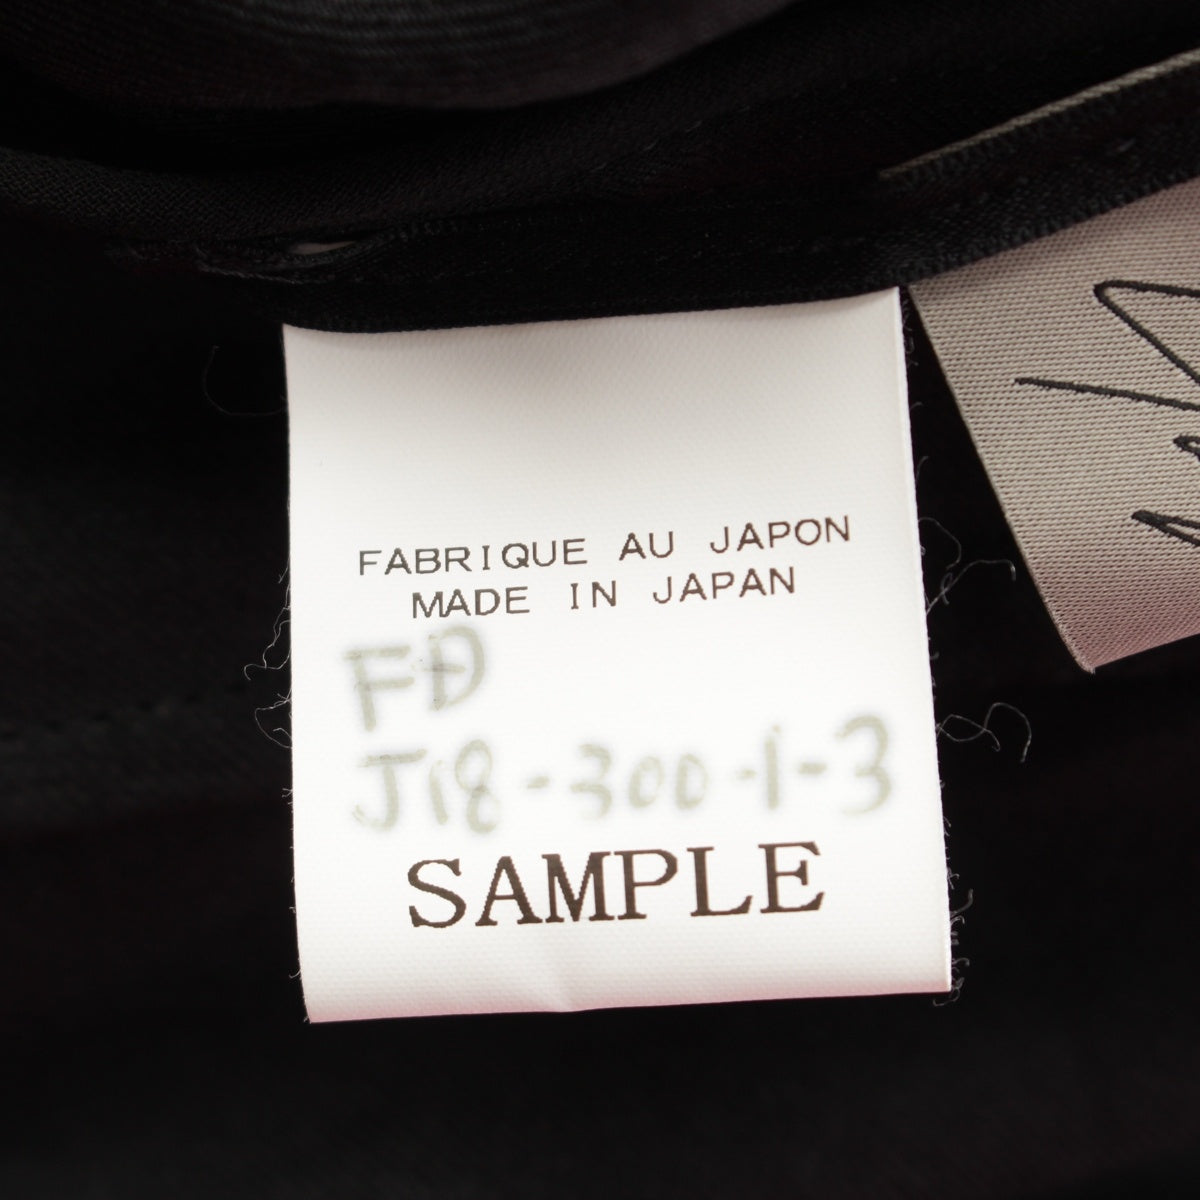 FABRIQUE AU JAPON
MADE IN JAPAN
FD
J18-300-1-3
SAMPLE